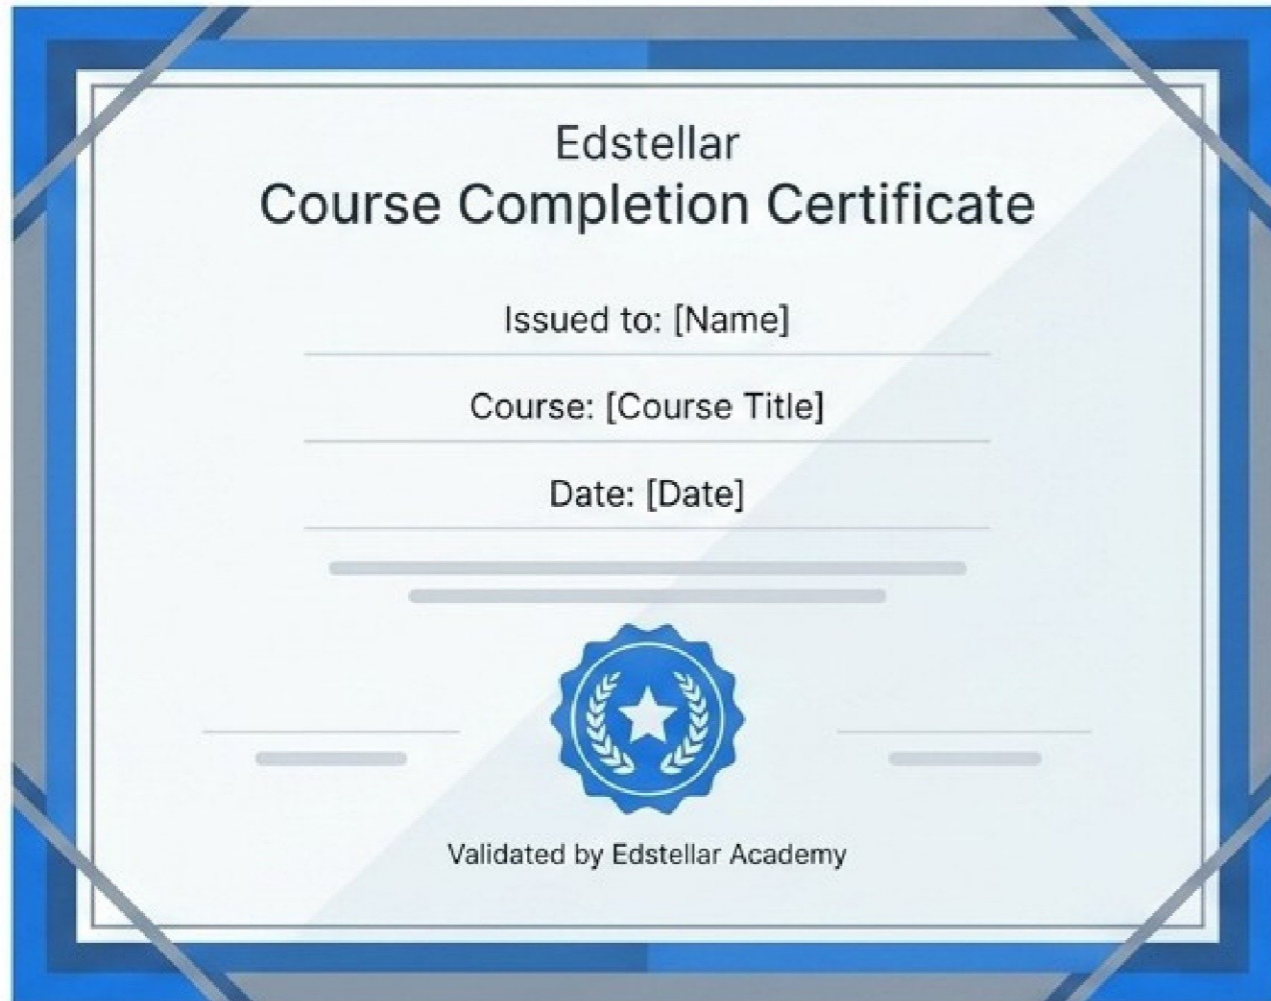 Edstellar
Course Completion Certificate
Issued to: [Name]
Course: [Course Title]
Date: [Date]
Validated by Edstellar Academy